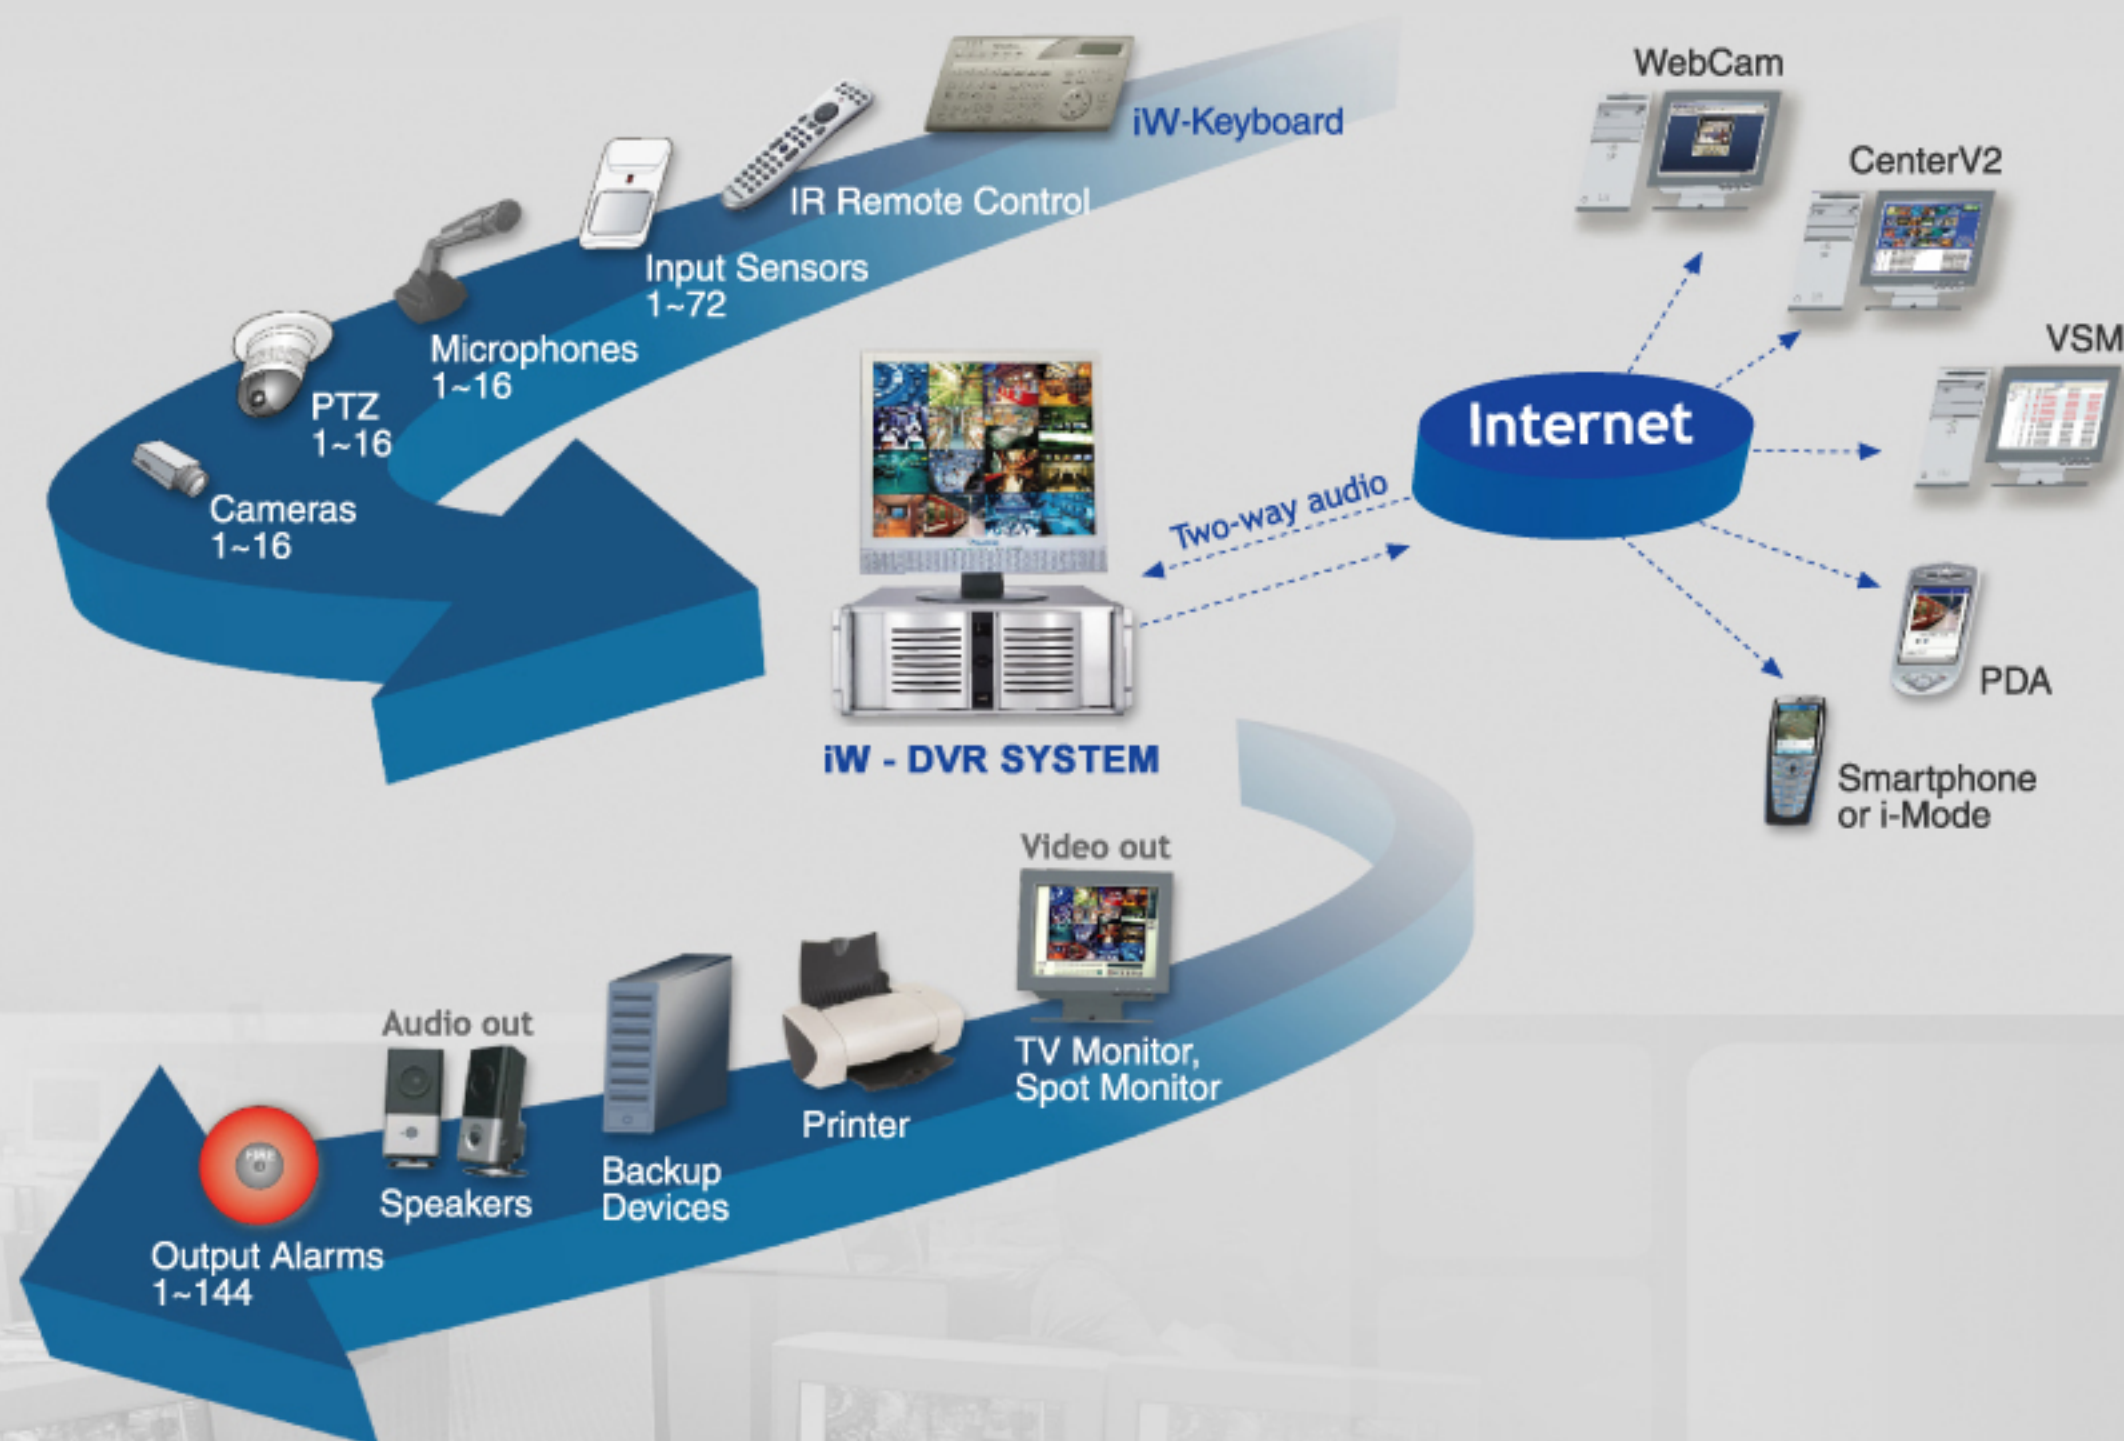 WebCam
iW-Keyboard
CenterV2
IR Remote Control
Input Sensors
1~72
VSM
Microphones
1~16
PTZ
1~16
Internet
Cameras
1~16
Two-way audio
PDA
iW - DVR SYSTEM
Smartphone
or i-Mode
Video out
TV Monitor,
Spot Monitor
Audio out
Printer
Backup
Devices
Speakers
FIRE
Output Alarms
1~144